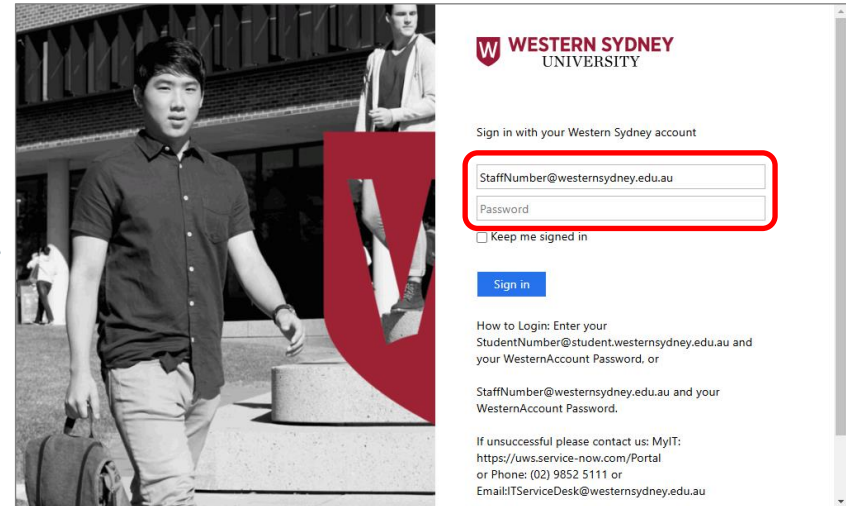 W WESTERN SYDNEY
UNIVERSITY
Sign in with your Western Sydney account
StaffNumber@westernsydney.edu.au
Password
Keep me signed in
Sign in
How to Login: Enter your
StudentNumber@student.westernsydney.edu.au and
your WesternAccount Password, or
StaffNumber@westernsydney.edu.au and your
WesternAccount Password.
If unsuccessful please contact us: MyIT:
https://uws.service-now.com/Portal
or Phone: (02) 9852 5111 or
Email:ITServiceDesk@westernsydney.edu.au